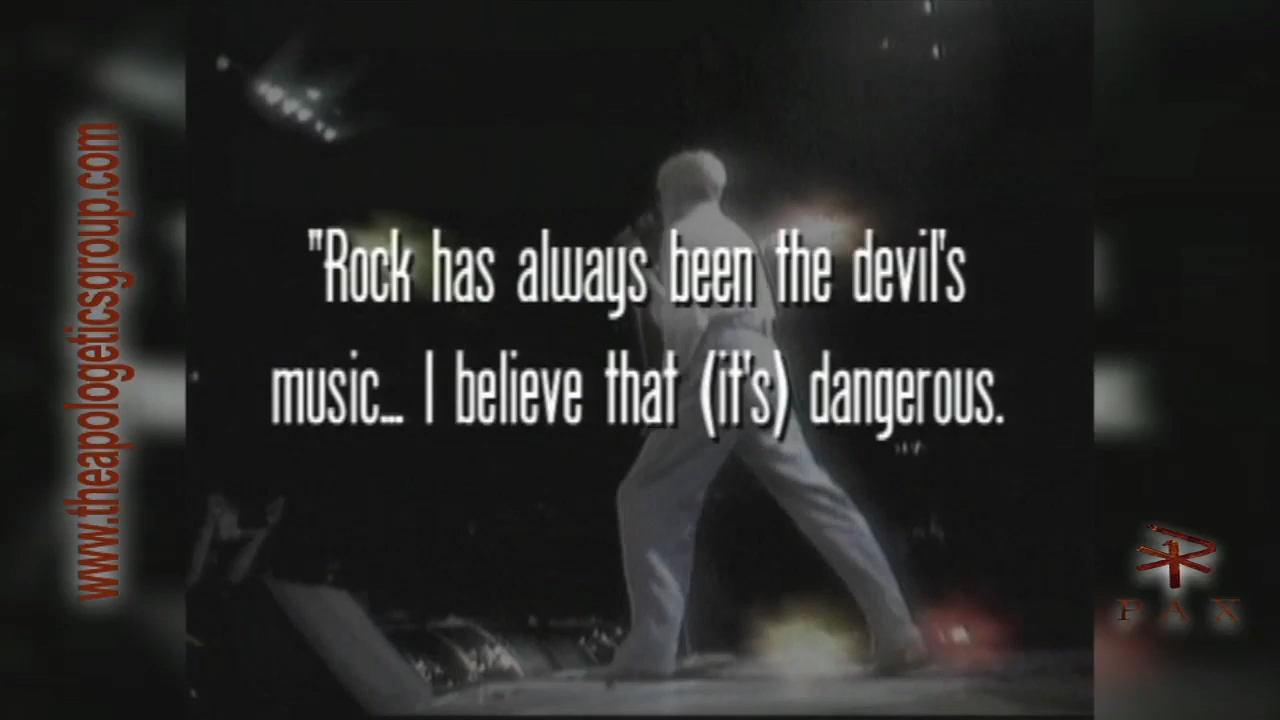 www.theapologeticsgroup.com
"Rock has always been the devil's
music... I believe that (it's) dangerous.
PAX